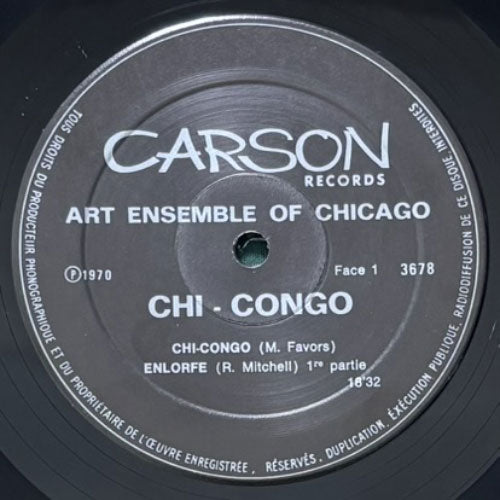 CARSON
RECORDS
ART ENSEMBLE OF CHICAGO
Ⓟ1970 Face 1 3678
CHI - CONGO
CHI-CONGO (M. Favors)
ENLORFE (R. Mitchell) 1re partie
16'32
TOUS DROITS DU PRODUCTEUR PHONOGRAPHIQUE ET DU PROPRIÉTAIRE DE L'ŒUVRE ENREGISTRÉE, RÉSERVÉS, DUPLICATION, EXÉCUTION PUBLIQUE, RADIODIFFUSION DE CE DISQUE INTERDITES